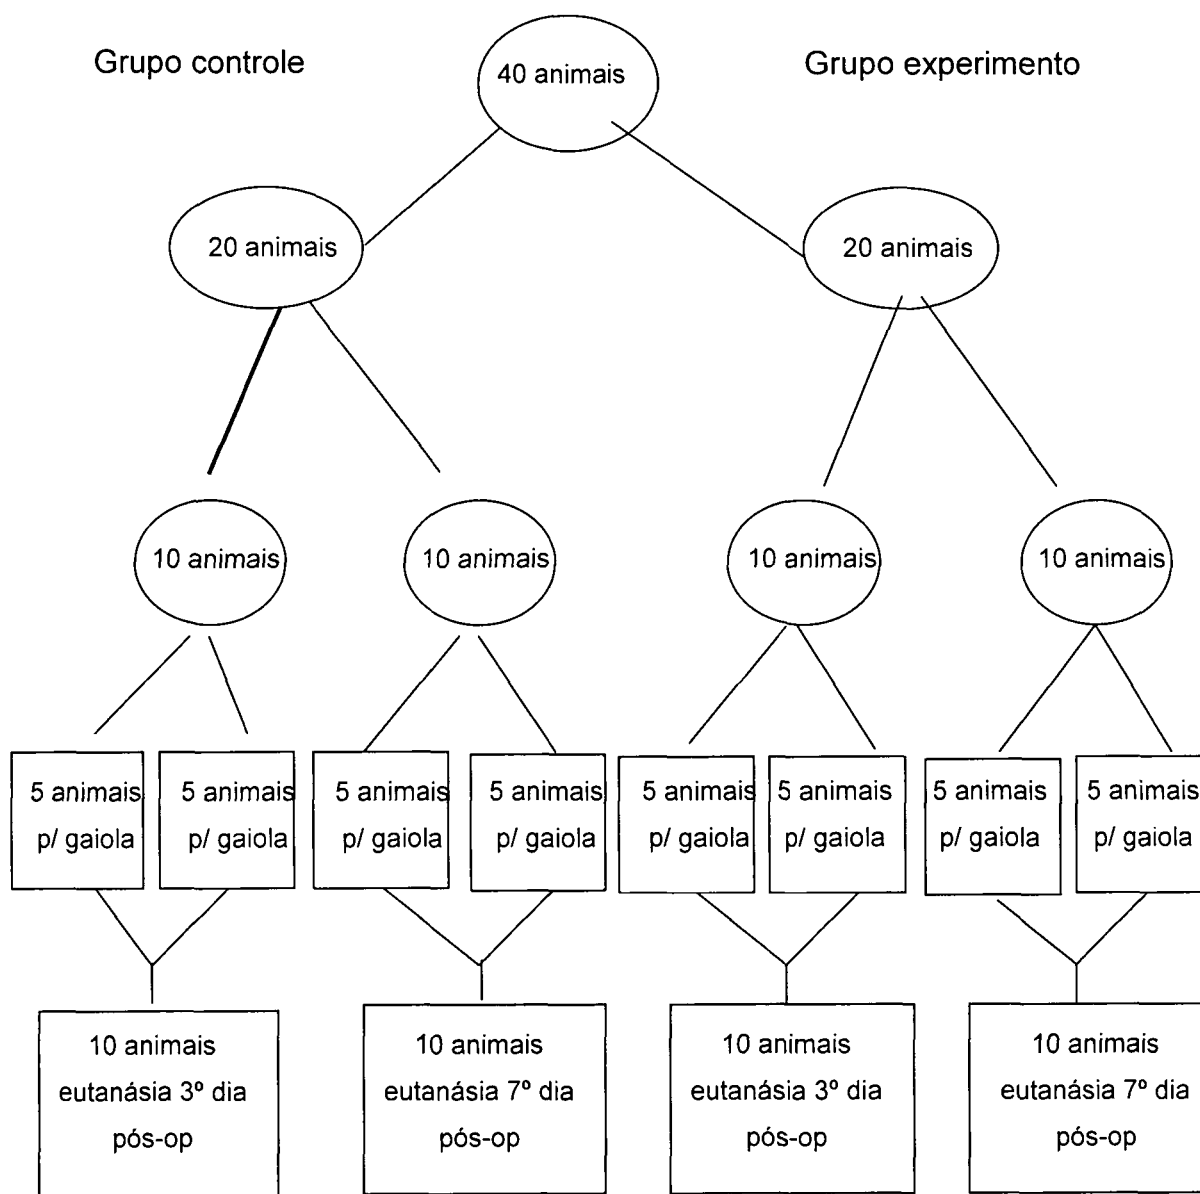 Grupo controle
40 animais
Grupo experimento
20 animais
20 animais
10 animais
10 animais
10 animais
10 animais
5 animais
p/ gaiola
5 animais
p/ gaiola
5 animais
p/ gaiola
5 animais
p/ gaiola
5 animais
p/ gaiola
5 animais
p/ gaiola
5 animais
p/ gaiola
5 animais
p/ gaiola
10 animais
eutanásia 3º dia
pós-op
10 animais
eutanásia 7º dia
pós-op
10 animais
eutanásia 3º dia
pós-op
10 animais
eutanásia 7º dia
pós-op